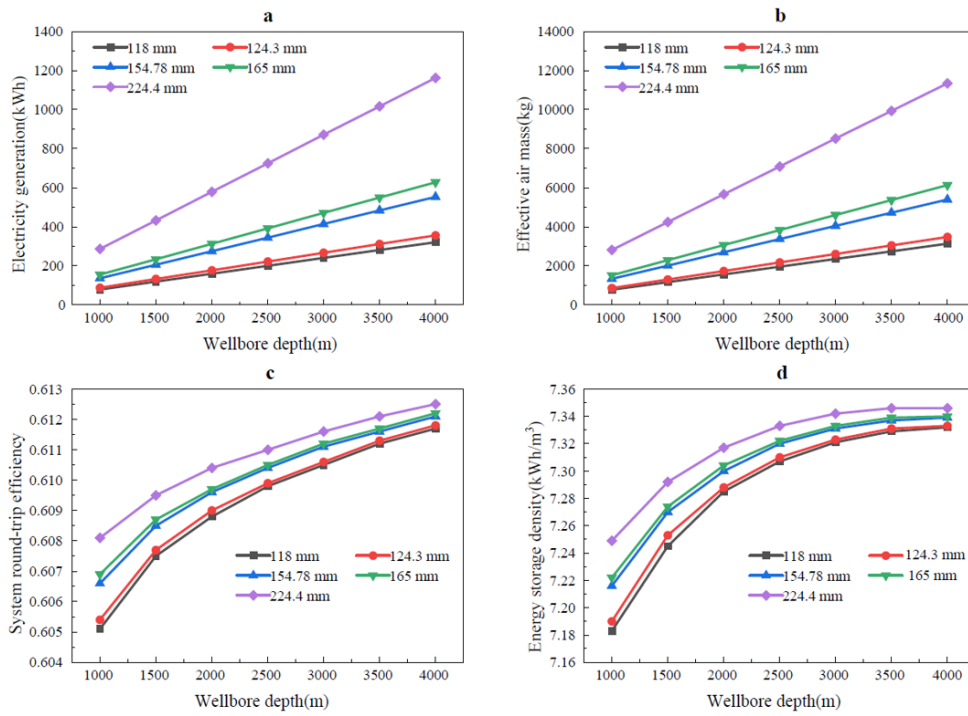 a
1400
1200
1000
800
600
400
200
0
Electricity generation(kWh)
118 mm 124.3 mm
154.78 mm 165 mm
224.4 mm
1000 1500 2000 2500 3000 3500 4000
Wellbore depth(m)
b
14000
12000
10000
8000
6000
4000
2000
0
Effective air mass(kg)
118 mm 124.3 mm
154.78 mm 165 mm
224.4 mm
1000 1500 2000 2500 3000 3500 4000
Wellbore depth(m)
c
0.613
0.612
0.611
0.610
0.609
0.608
0.607
0.606
0.605
0.604
System round-trip efficiency
118 mm 124.3 mm
154.78 mm 165 mm
224.4 mm
1000 1500 2000 2500 3000 3500 4000
Wellbore depth(m)
d
7.36
7.34
7.32
7.30
7.28
7.26
7.24
7.22
7.20
7.18
7.16
Energy storage density(kWh/m³)
118 mm 124.3 mm
154.78 mm 165 mm
224.4 mm
1000 1500 2000 2500 3000 3500 4000
Wellbore depth(m)